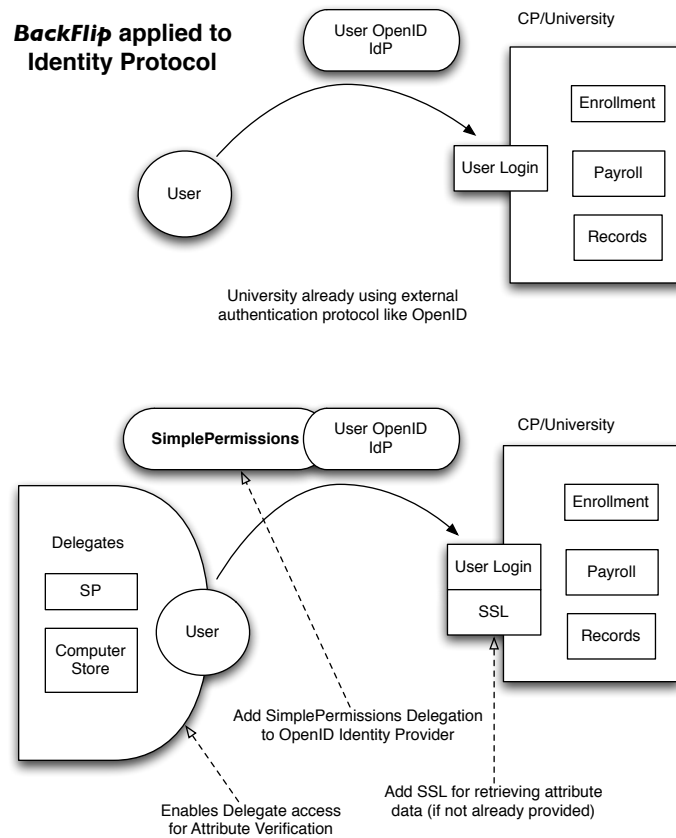 BackFlip applied to
Identity Protocol
User OpenID
IdP
CP/University
Enrollment
User Login
Payroll
User
Records
University already using external
authentication protocol like OpenID
SimplePermissions
User OpenID
IdP
CP/University
Delegates
SP
Computer
Store
User
Enrollment
User Login
SSL
Payroll
Records
Add SimplePermissions Delegation
to OpenID Identity Provider
Enables Delegate access
for Attribute Verification
Add SSL for retrieving attribute
data (if not already provided)